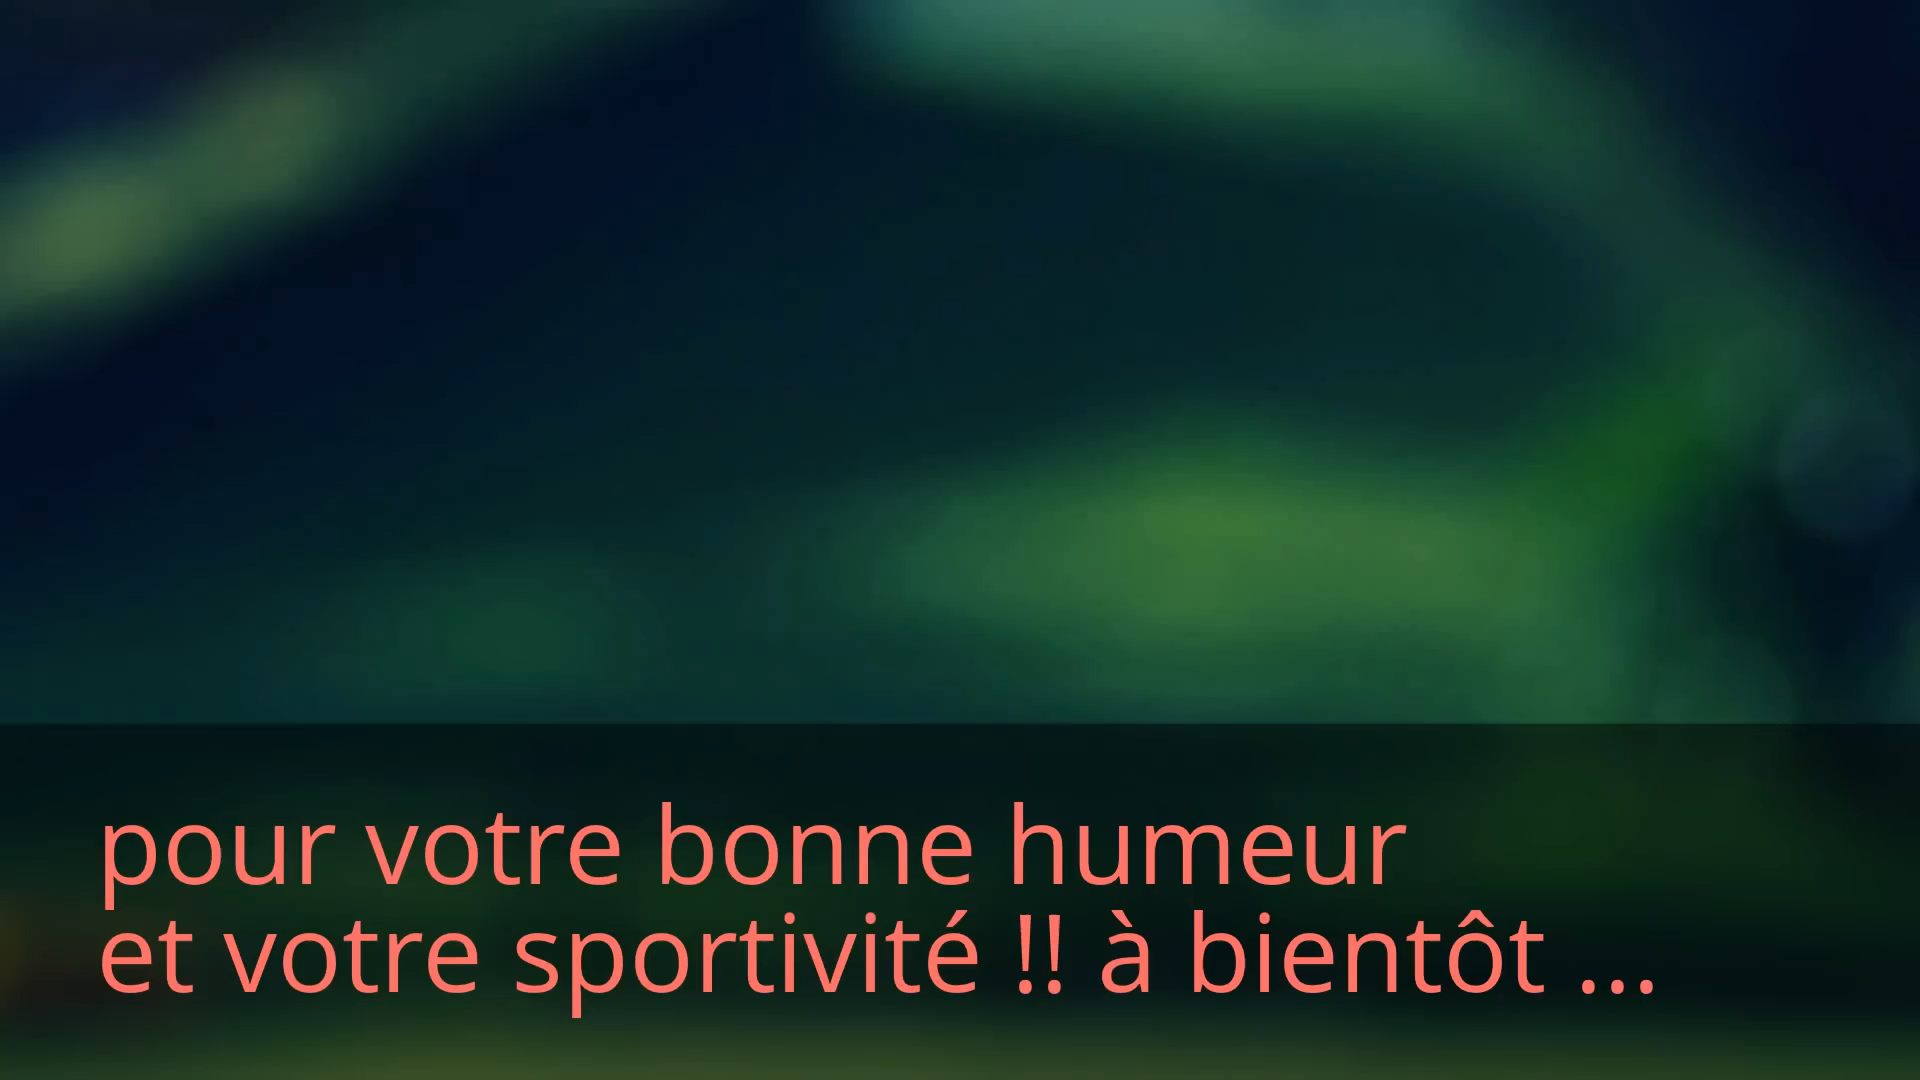 pour votre bonne humeur
et votre sportivité !! à bientôt ...